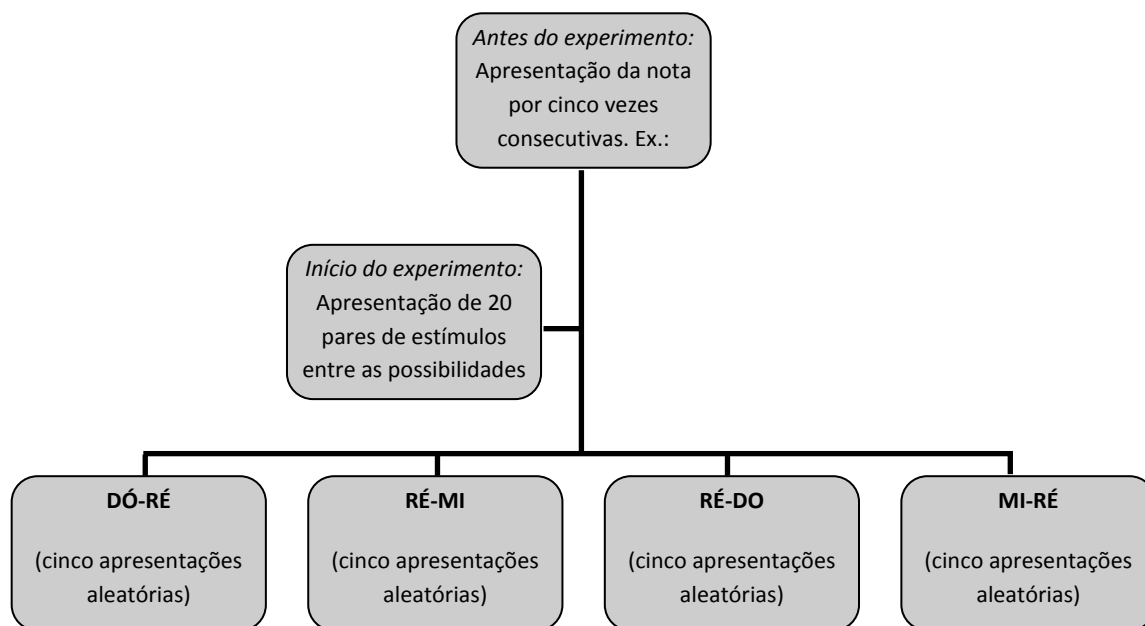 Antes do experimento:
Apresentação da nota
por cinco vezes
consecutivas. Ex.:
Início do experimento:
Apresentação de 20
pares de estímulos
entre as possibilidades
DÓ-RÉ
(cinco apresentações
aleatórias)
RÉ-MI
(cinco apresentações
aleatórias)
RÉ-DO
(cinco apresentações
aleatórias)
MI-RÉ
(cinco apresentações
aleatórias)